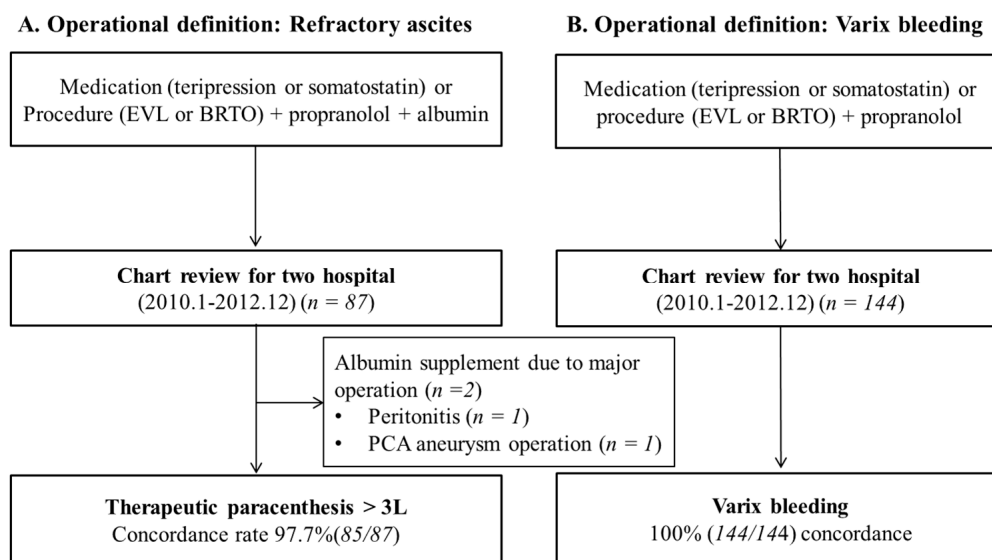 A. Operational definition: Refractory ascites
Medication (teripression or somatostatin) or
Procedure (EVL or BRTO) + propranolol + albumin
Chart review for two hospital
(2010.1-2012.12) (n = 87)
Albumin supplement due to major
operation (n =2)
• Peritonitis (n = 1)
• PCA aneurysm operation (n = 1)
Therapeutic paracenthesis > 3L
Concordance rate 97.7%(85/87)
B. Operational definition: Varix bleeding
Medication (teripression or somatostatin) or
procedure (EVL or BRTO) + propranolol
Chart review for two hospital
(2010.1-2012.12) (n = 144)
Varix bleeding
100% (144/144) concordance